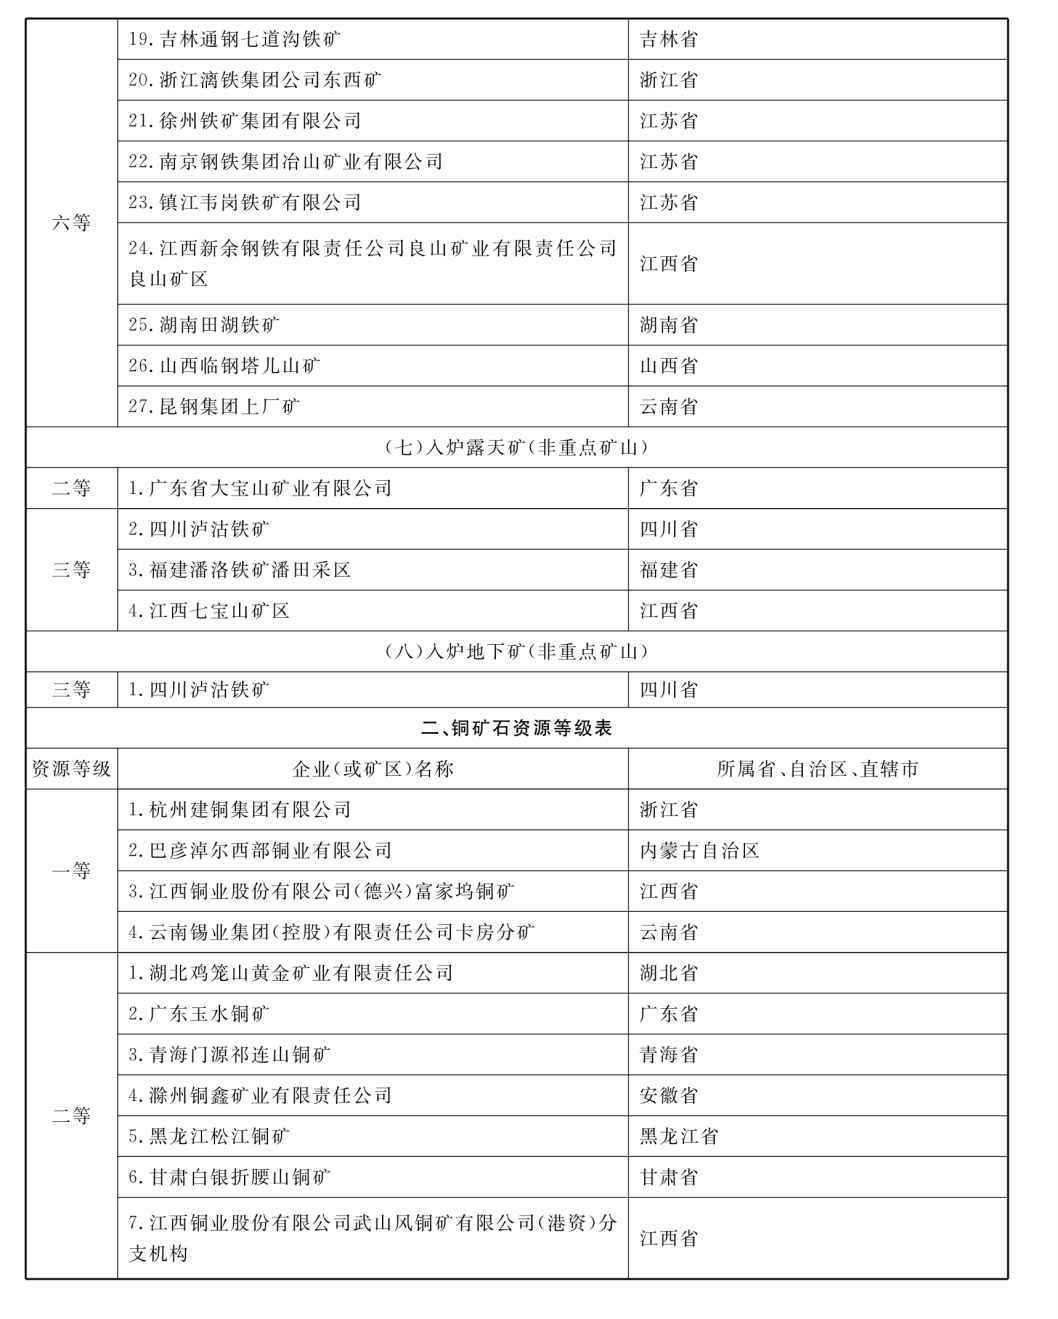 六等
19.吉林通钢七道沟铁矿 吉林省
20.浙江漓铁集团公司东西矿 浙江省
21.徐州铁矿集团有限公司 江苏省
22.南京钢铁集团冶山矿业有限公司 江苏省
23.镇江韦岗铁矿有限公司 江苏省
24.江西新余钢铁有限责任公司良山矿业有限责任公司
良山矿区 江西省
25.湖南田湖铁矿 湖南省
26.山西临钢塔儿山矿 山西省
27.昆钢集团上厂矿 云南省
(七)入炉露天矿(非重点矿山)
二等 1.广东省大宝山矿业有限公司 广东省
三等
2.四川泸沽铁矿 四川省
3.福建潘洛铁矿潘田采区 福建省
4.江西七宝山矿区 江西省
(八)入炉地下矿(非重点矿山)
三等 1.四川泸沽铁矿 四川省
二、铜矿石资源等级表
资源等级 企业(或矿区)名称 所属省、自治区、直辖市
一等
1.杭州建铜集团有限公司 浙江省
2.巴彦淖尔西部铜业有限公司 内蒙古自治区
3.江西铜业股份有限公司(德兴)富家坞铜矿 江西省
4.云南锡业集团(控股)有限责任公司卡房分矿 云南省
二等
1.湖北鸡笼山黄金矿业有限责任公司 湖北省
2.广东玉水铜矿 广东省
3.青海门源祁连山铜矿 青海省
4.滁州铜鑫矿业有限责任公司 安徽省
5.黑龙江松江铜矿 黑龙江省
6.甘肃白银折腰山铜矿 甘肃省
7.江西铜业股份有限公司武山风铜矿有限公司(港资)分
支机构 江西省